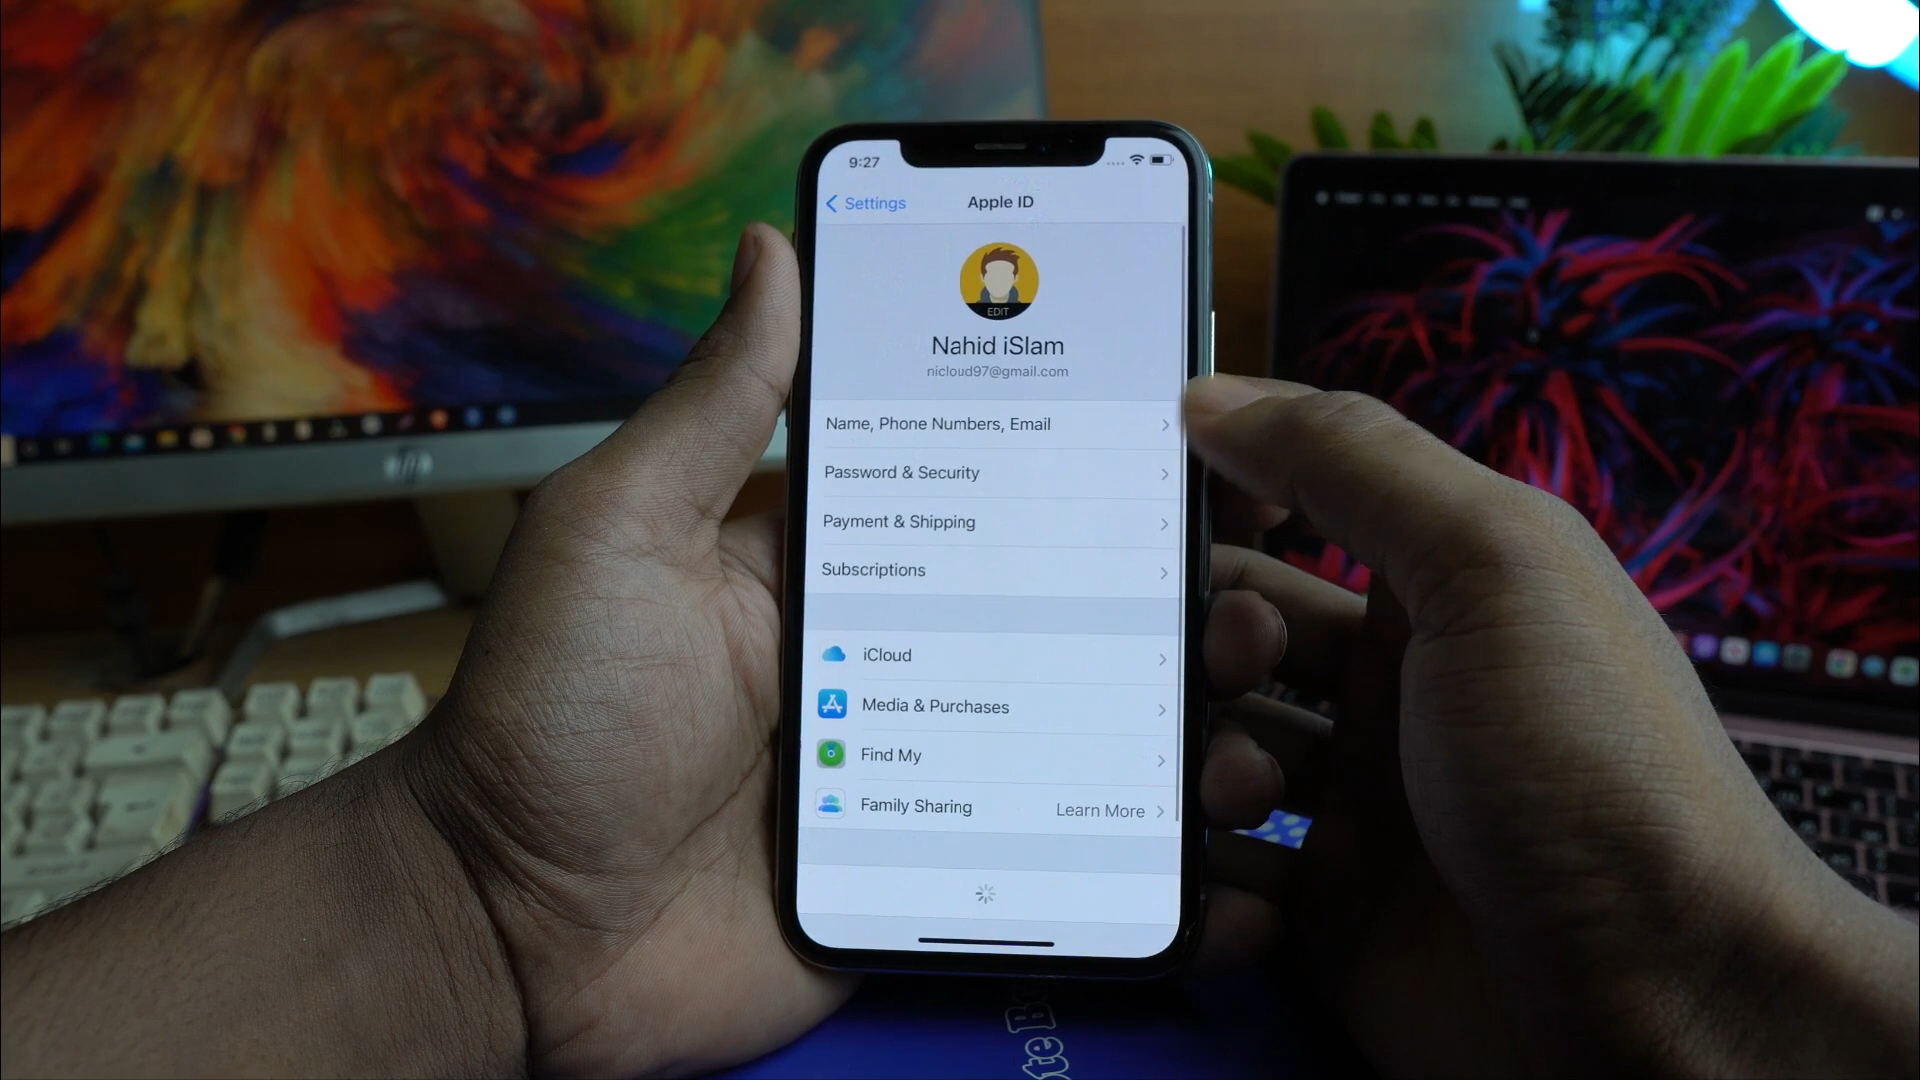 9:27
Settings
Apple ID
EDIT
Nahid iSlam
nicloud97@gmail.com
Name, Phone Numbers, Email
Password & Security
Payment & Shipping
Subscriptions
iCloud
Media & Purchases
Find My
Family Sharing
Learn More
hp